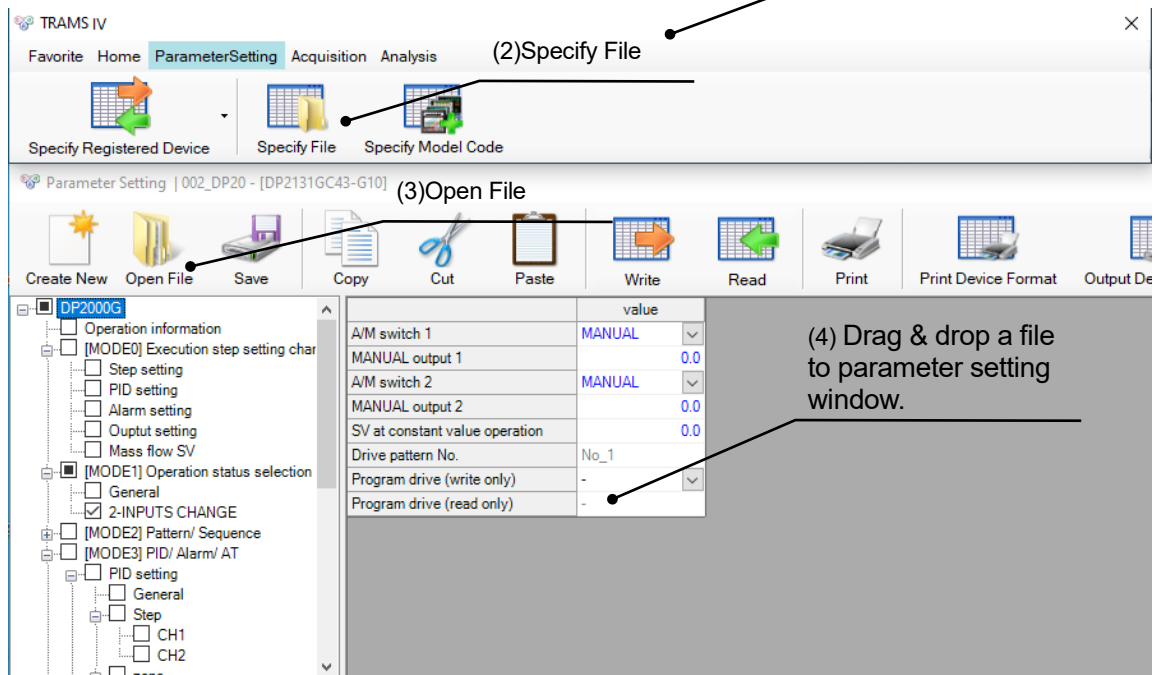 TRAMS IV
Favorite Home ParameterSetting Acquisition Analysis
(2)Specify File
Specify Registered Device Specify File Specify Model Code
Parameter Setting | 002_DP20 - [DP2131GC43-G10]
(3)Open File
Create New Open File Save Copy Cut Paste Write Read Print Print Device Format Output De
DP2000G
Operation information
[MODE0] Execution step setting char
Step setting
PID setting
Alarm setting
Ouptut setting
Mass flow SV
[MODE1] Operation status selection
General
2-INPUTS CHANGE
[MODE2] Pattern/ Sequence
[MODE3] PID/ Alarm/ AT
PID setting
General
Step
CH1
CH2
value
A/M switch 1 MANUAL
MANUAL output 1 0.0
A/M switch 2 MANUAL
MANUAL output 2 0.0
SV at constant value operation 0.0
Drive pattern No. No_1
Program drive (write only) -
Program drive (read only) -
(4) Drag & drop a file
to parameter setting
window.